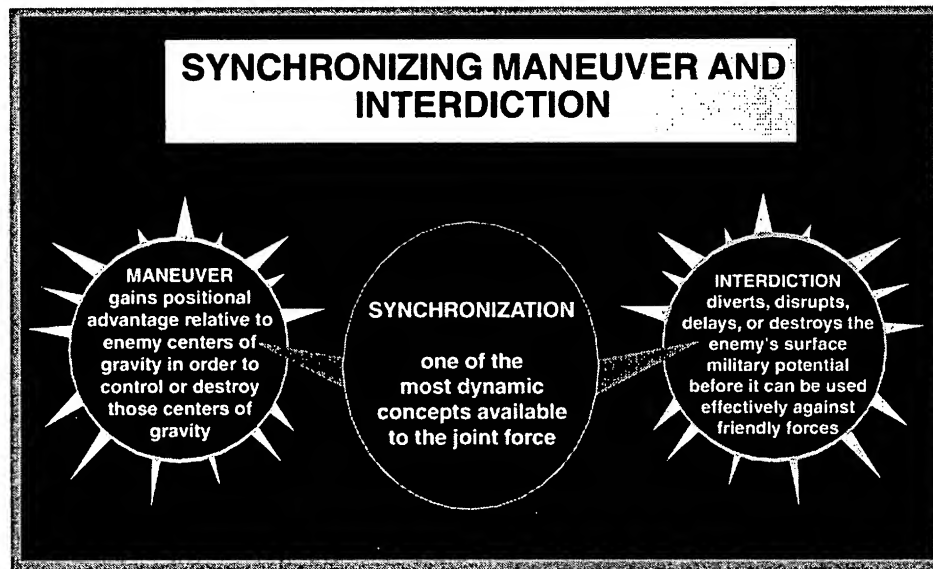 SYNCHRONIZING MANEUVER AND
INTERDICTION
MANEUVER
gains positional
advantage relative to
enemy centers of
gravity in order to
control or destroy
those centers of
gravity
SYNCHRONIZATION
one of the
most dynamic
concepts available
to the joint force
INTERDICTION
diverts, disrupts,
delays, or destroys the
enemy's surface
military potential
before it can be used
effectively against
friendly forces